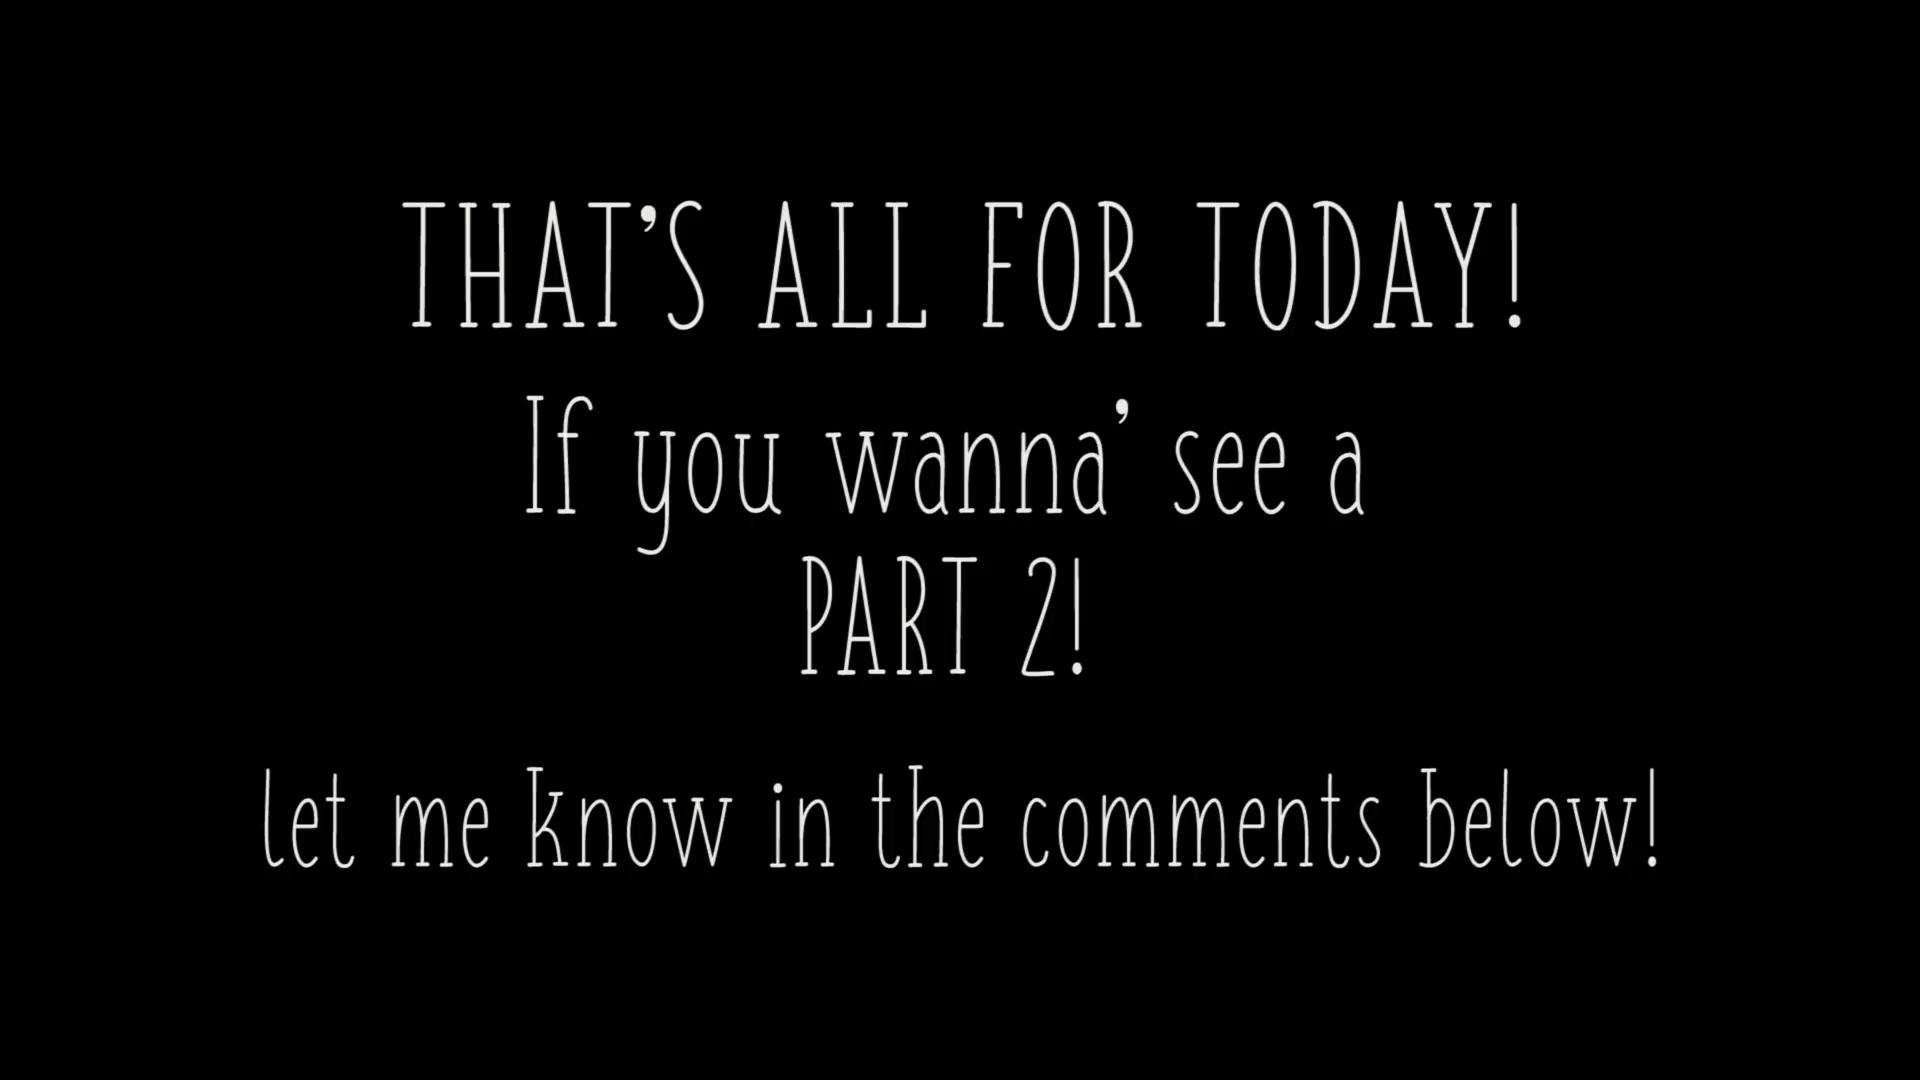 THAT’S ALL FOR TODAY!
If you wanna’ see a
PART 2!
let me know in the comments below!